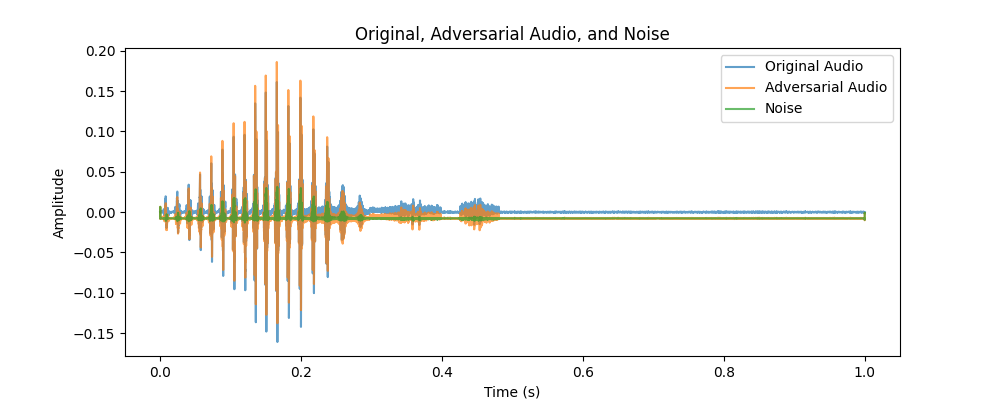 Original, Adversarial Audio, and Noise
0.20
0.15
0.10
0.05
0.00
−0.05
−0.10
−0.15
Amplitude
Original Audio
Adversarial Audio
Noise
0.0 0.2 0.4 0.6 0.8 1.0
Time (s)